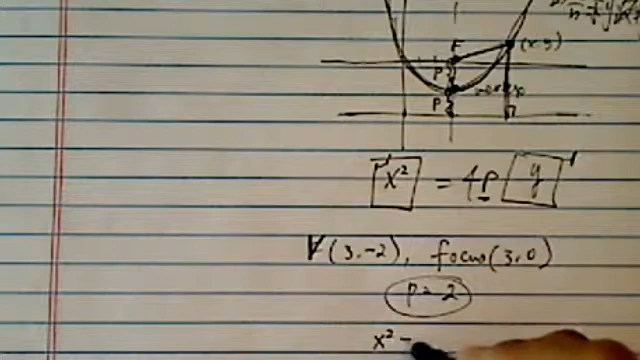 F (x, y)
P
P
x² = 4p y
V(3, -2), focus(3, 0)
p = 2
x² =